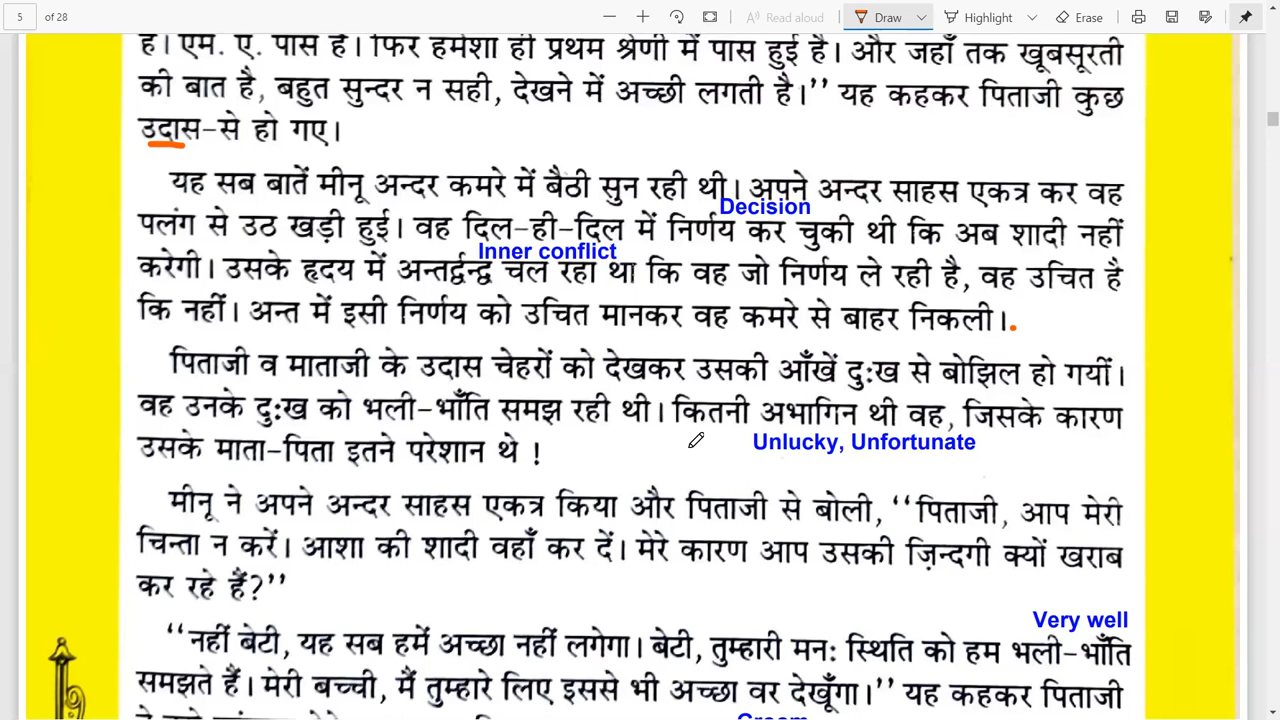 5 of 28 Read aloud Draw Highlight Erase
है। एम. ए. पास है। फिर हमेशा ही प्रथम श्रेणी में पास हुई है। और जहाँ तक खूबसूरती
की बात है, बहुत सुन्दर न सही, देखने में अच्छी लगती है।’’ यह कहकर पिताजी कुछ
उदास-से हो गए।
यह सब बातें मीनू अन्दर कमरे में बैठी सुन रही थी। अपने अन्दर साहस एकत्र कर वह
Decision
पलंग से उठ खड़ी हुई। वह दिल-ही-दिल में निर्णय कर चुकी थी कि अब शादी नहीं
Inner conflict
करेगी। उसके हृदय में अन्तर्द्वन्द्व चल रहा था कि वह जो निर्णय ले रही है, वह उचित है
कि नहीं। अन्त में इसी निर्णय को उचित मानकर वह कमरे से बाहर निकली।
पिताजी व माताजी के उदास चेहरों को देखकर उसकी आँखें दुःख से बोझिल हो गयीं।
वह उनके दुःख को भली-भाँति समझ रही थी। कितनी अभागिन थी वह, जिसके कारण
Unlucky, Unfortunate
उसके माता-पिता इतने परेशान थे !
मीनू ने अपने अन्दर साहस एकत्र किया और पिताजी से बोली, ‘‘पिताजी, आप मेरी
चिन्ता न करें। आशा की शादी वहाँ कर दें। मेरे कारण आप उसकी ज़िन्दगी क्यों खराब
कर रहे हैं?’’
Very well
‘‘नहीं बेटी, यह सब हमें अच्छा नहीं लगेगा। बेटी, तुम्हारी मनः स्थिति को हम भली-भाँति
समझते हैं। मेरी बच्ची, मैं तुम्हारे लिए इससे भी अच्छा वर देखूँगा।’’ यह कहकर पिताजी
Groom